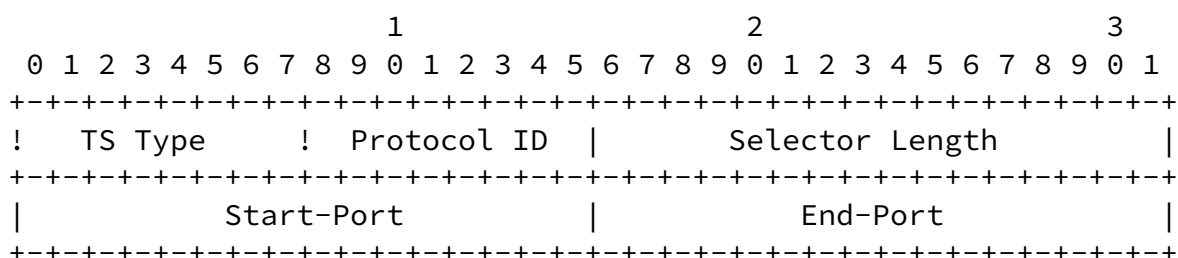 1                   2                   3
 0 1 2 3 4 5 6 7 8 9 0 1 2 3 4 5 6 7 8 9 0 1 2 3 4 5 6 7 8 9 0 1
+-+-+-+-+-+-+-+-+-+-+-+-+-+-+-+-+-+-+-+-+-+-+-+-+-+-+-+-+-+-+-+-+
!   TS Type     !  Protocol ID  |       Selector Length         |
+-+-+-+-+-+-+-+-+-+-+-+-+-+-+-+-+-+-+-+-+-+-+-+-+-+-+-+-+-+-+-+-+
|           Start-Port          |           End-Port            |
+-+-+-+-+-+-+-+-+-+-+-+-+-+-+-+-+-+-+-+-+-+-+-+-+-+-+-+-+-+-+-+-+